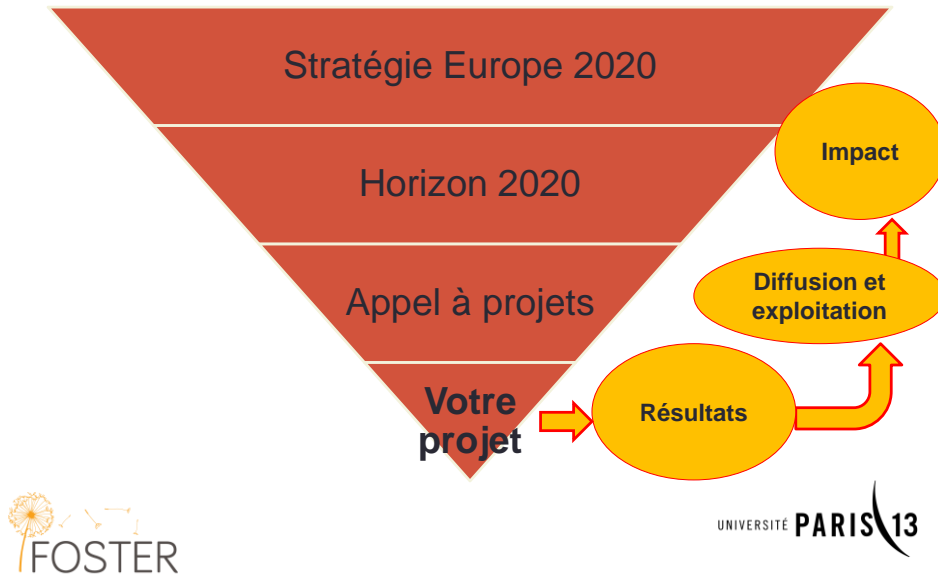 Stratégie Europe 2020
Horizon 2020
Appel à projets
Votre
projet
Résultats
Diffusion et
exploitation
Impact
FOSTER
UNIVERSITÉ PARIS 13